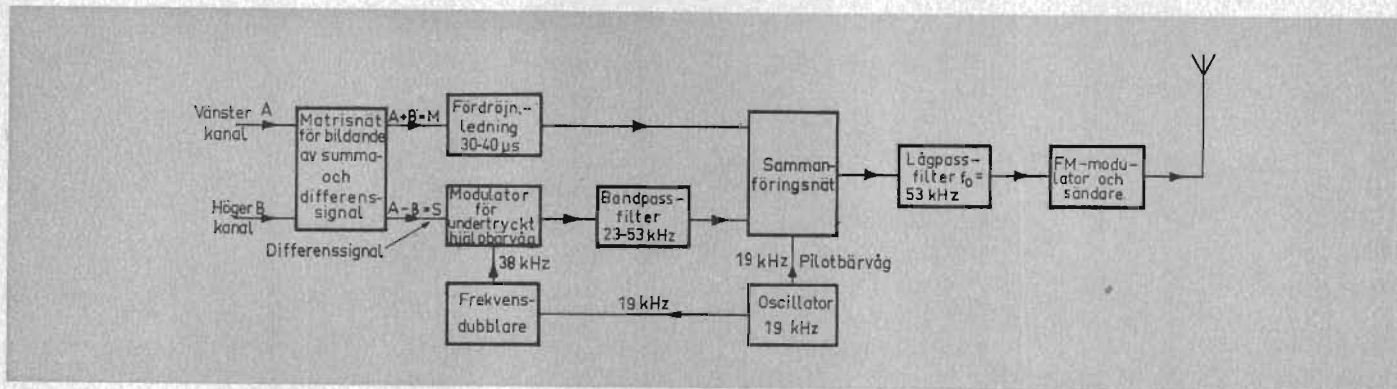 Vänster A
kanal
Höger B
kanal
Matrisnät
för bildande
av summa-
och
differens-
signal
A+B=M
A-B=S
Differenssignal
Fördröjn.-
ledning
30-40 µs
Modulator
för
undertryckt
hjälpbärvåg
38 kHz
Frekvens-
dubblare
Bandpass-
filter
23-53 kHz
19 kHz
Samman-
föringsnät
19 kHz Pilotbärvåg
Oscillator
19 kHz
Lågpass-
filter f₀ =
53 kHz
FM-modu-
lator och
sändare